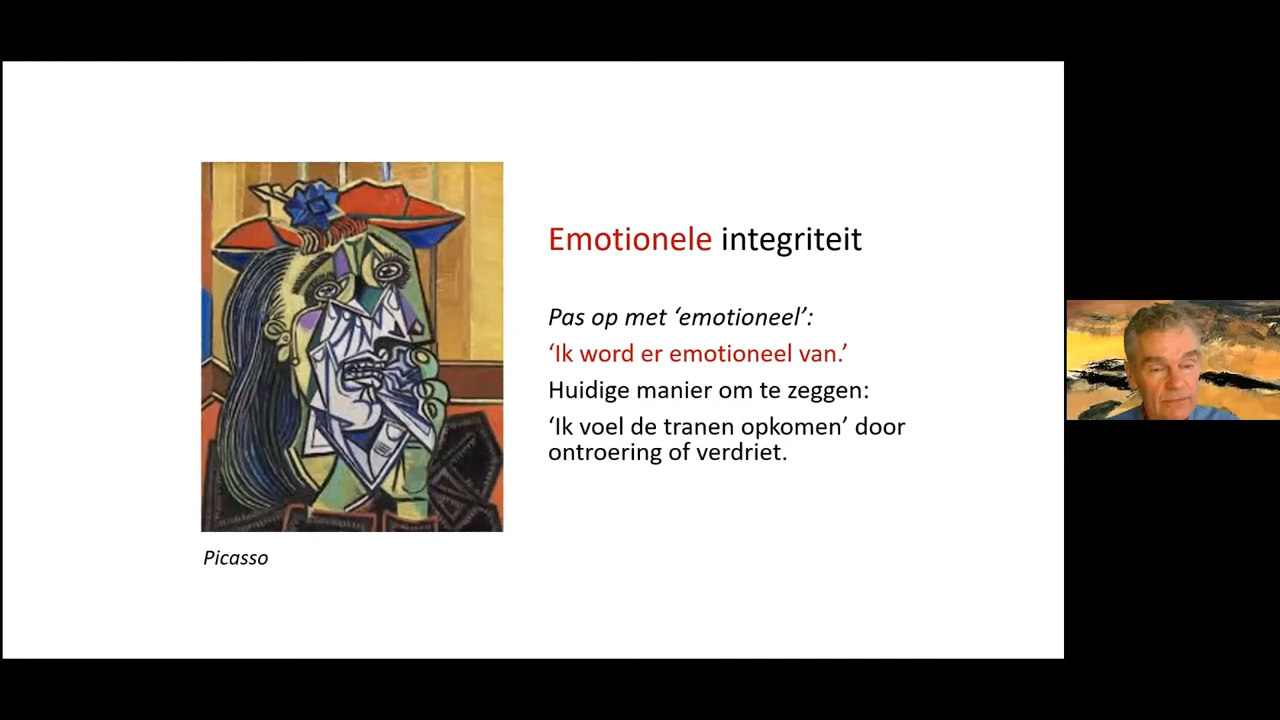 Emotionele integriteit
Pas op met ‘emotioneel’:
‘Ik word er emotioneel van.’
Huidige manier om te zeggen:
‘Ik voel de tranen opkomen’ door
ontroering of verdriet.
Picasso